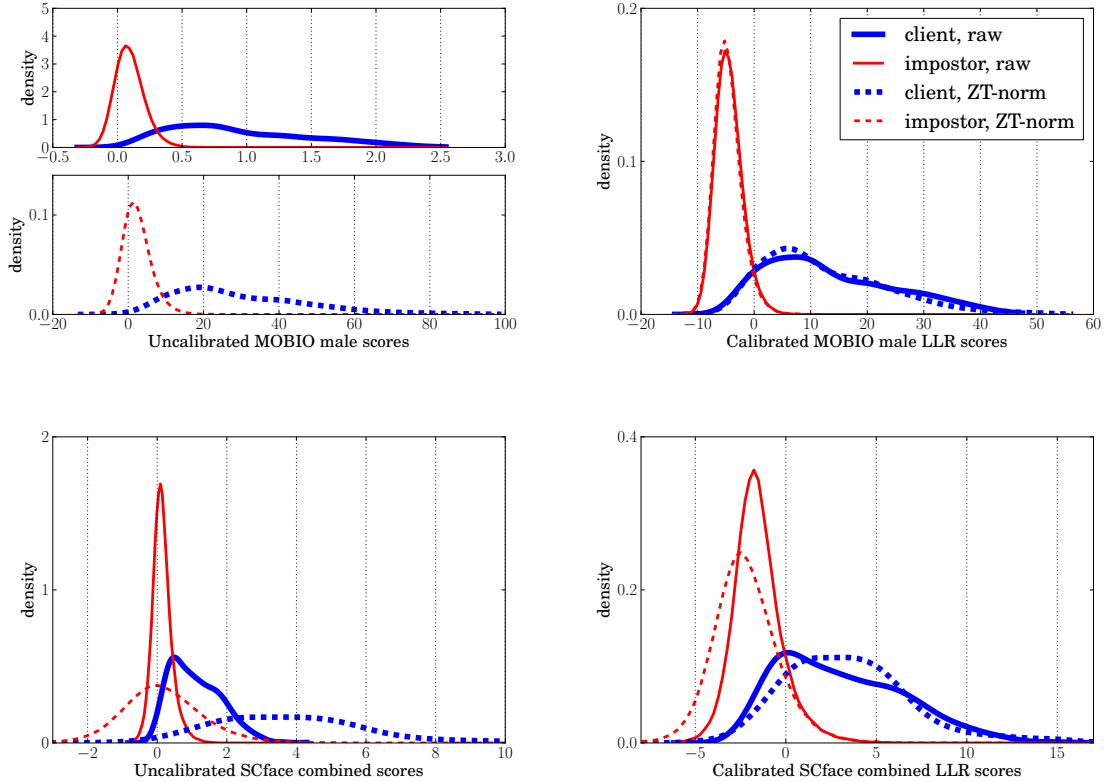 5
4
3
2
1
0
density
−0.5 0.0 0.5 1.0 1.5 2.0 2.5 3.0
0.1
0.0
density
−20 0 20 40 60 80 100
Uncalibrated MOBIO male scores
0.2
0.1
0.0
density
client, raw
impostor, raw
client, ZT-norm
impostor, ZT-norm
−20 −10 0 10 20 30 40 50 60
Calibrated MOBIO male LLR scores
2
1
0
density
−2 0 2 4 6 8 10
Uncalibrated SCface combined scores
0.4
0.2
0.0
density
−5 0 5 10 15
Calibrated SCface combined LLR scores